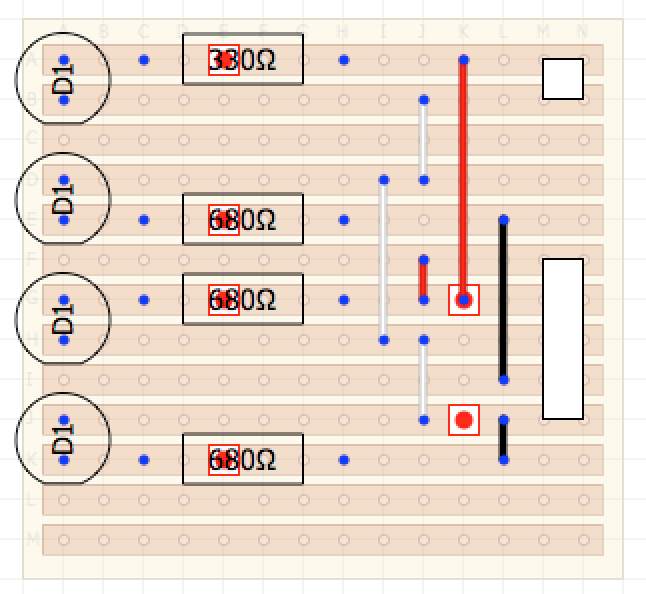 A B C D E F G H I J K L M N
A
D1
330Ω
B
C
D
D1
E
680Ω
F
G
D1
680Ω
H
I
J
D1
K
680Ω
L
M